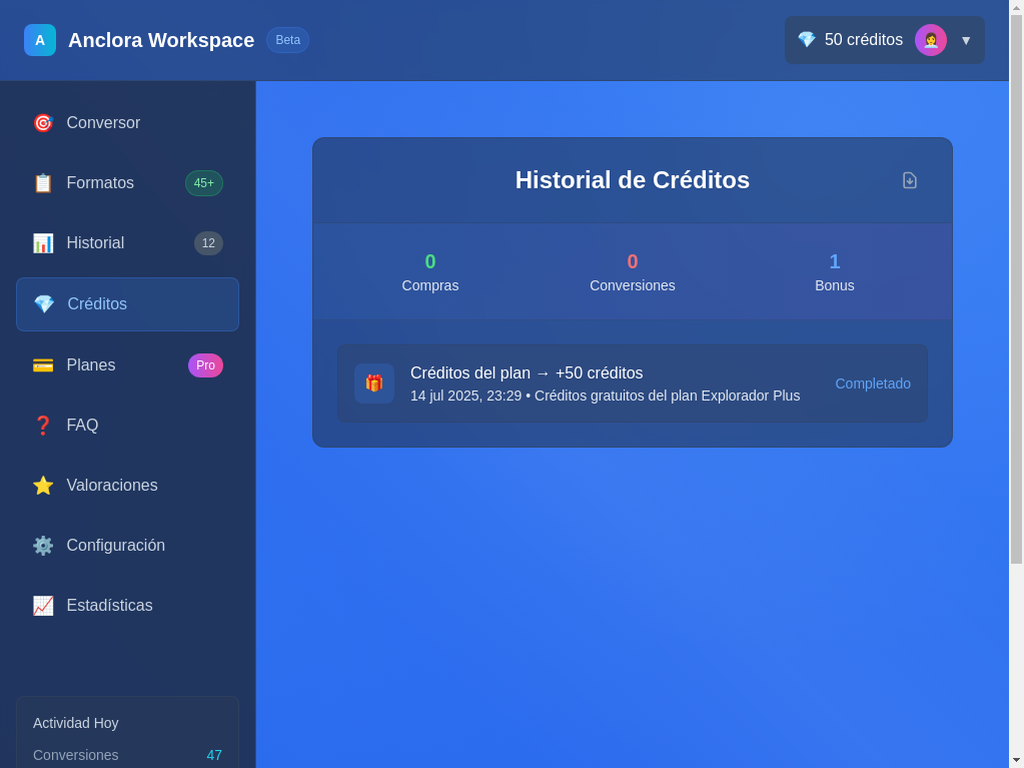 A Anclora Workspace Beta
50 créditos ▼
Conversor
Formatos 45+
Historial 12
Créditos
Planes Pro
FAQ
Valoraciones
Configuración
Estadísticas
Actividad Hoy
Conversiones 47
Historial de Créditos
0 0 1
Compras Conversiones Bonus
Créditos del plan → +50 créditos
14 jul 2025, 23:29 • Créditos gratuitos del plan Explorador Plus
Completado